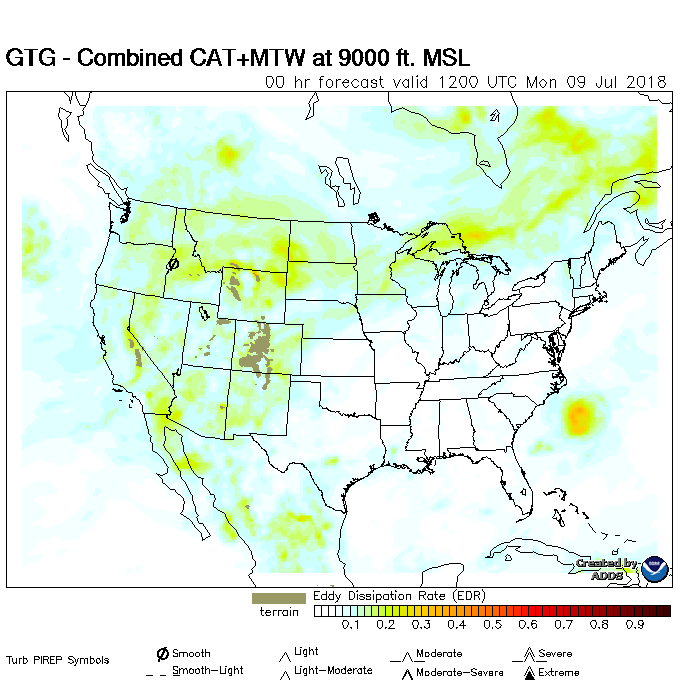 GTG - Combined CAT+MTW at 9000 ft. MSL
00 hr forecast valid 1200 UTC Mon 09 Jul 2018
Created by
ADDS
terrain
Eddy Dissipation Rate (EDR)
0.1 0.2 0.3 0.4 0.5 0.6 0.7 0.8 0.9
Turb PIREP Symbols
Smooth Light Moderate Severe
Smooth-Light Light-Moderate Moderate-Severe Extreme